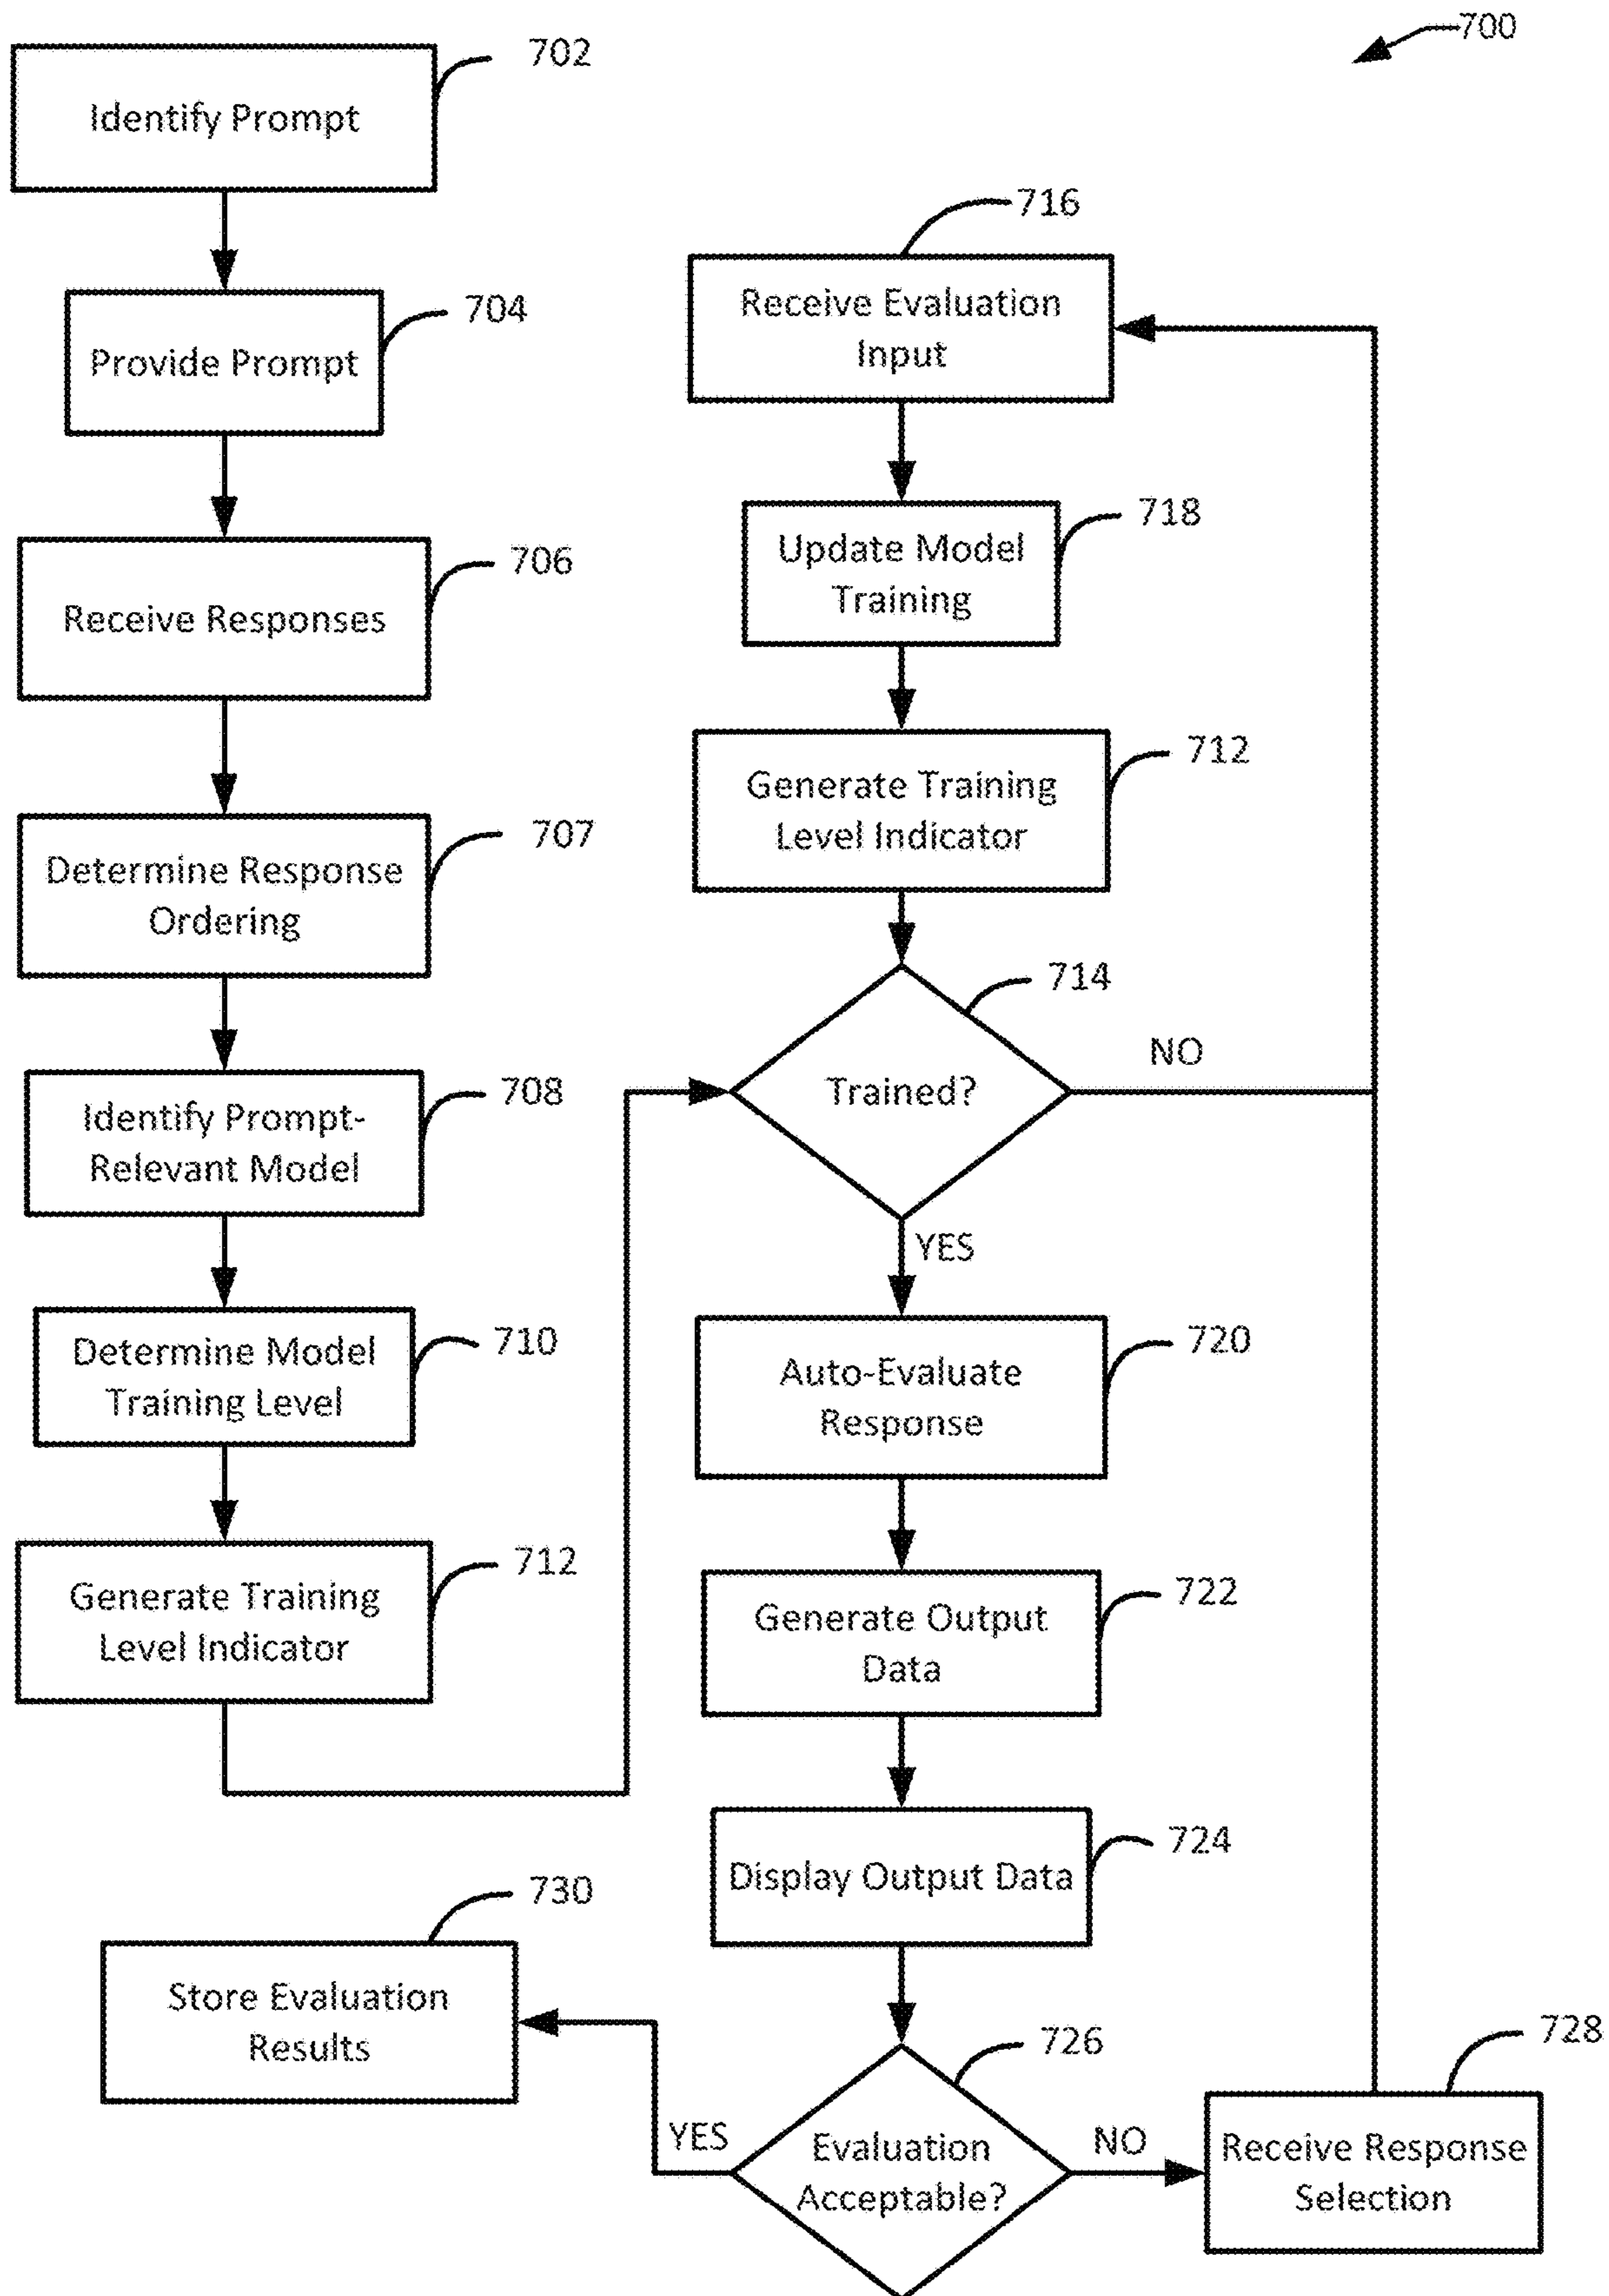 700
702
Identify Prompt
704
Provide Prompt
706
Receive Responses
707
Determine Response
Ordering
708
Identify Prompt-
Relevant Model
710
Determine Model
Training Level
712
Generate Training
Level Indicator
716
Receive Evaluation
Input
718
Update Model
Training
712
Generate Training
Level Indicator
714
Trained?
NO
YES
720
Auto-Evaluate
Response
722
Generate Output
Data
724
Display Output Data
726
Evaluation
Acceptable?
YES
NO
730
Store Evaluation
Results
728
Receive Response
Selection